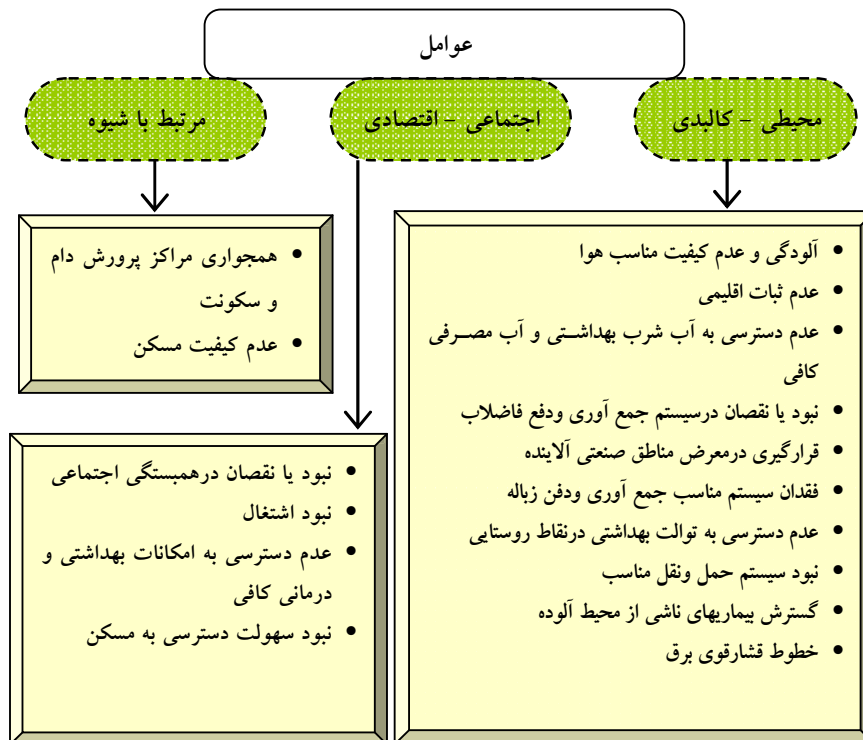 عوامل
محیطی – کالبدی
اجتماعی – اقتصادی
مرتبط با شیوه
• آلودگی و عدم کیفیت مناسب هوا
• عدم ثبات اقلیمی
• عدم دسترسی به آب شرب بهداشتی و آب مصرفی
کافی
• نبود یا نقصان درسیستم جمع آوری ودفع فاضلاب
• قرارگیری درمعرض مناطق صنعتی آلاینده
• فقدان سیستم مناسب جمع آوری ودفن زباله
• عدم دسترسی به توالت بهداشتی درنقاط روستایی
• نبود سیستم حمل ونقل مناسب
• گسترش بیماریهای ناشی از محیط آلوده
• خطوط قشارقوی برق
• نبود یا نقصان درهمبستگی اجتماعی
• نبود اشتغال
• عدم دسترسی به امکانات بهداشتی و
درمانی کافی
• نبود سهولت دسترسی به مسکن
• همجواری مراکز پرورش دام
و سکونت
• عدم کیفیت مسکن